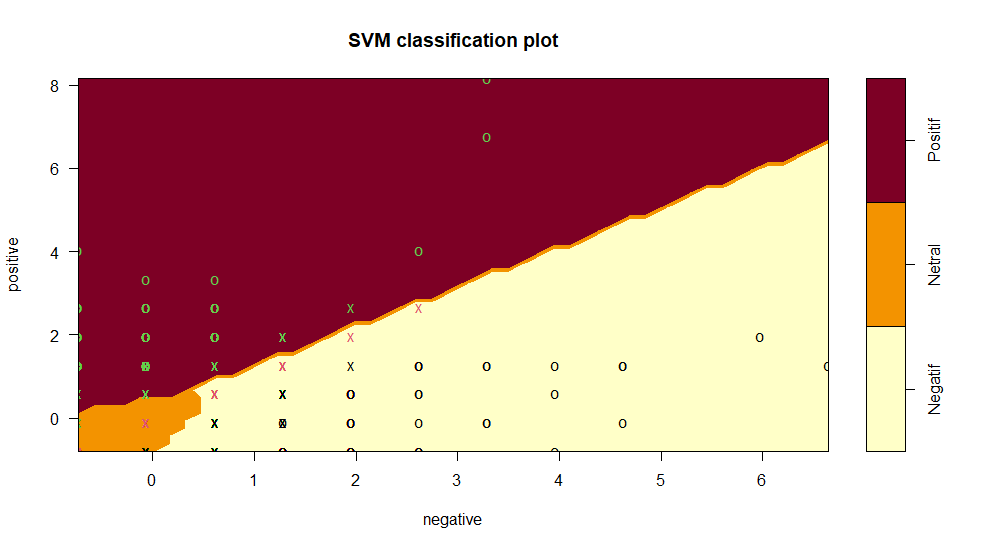 SVM classification plot
8
6
4
2
0
positive
0 1 2 3 4 5 6
negative
Positif
Netral
Negatif